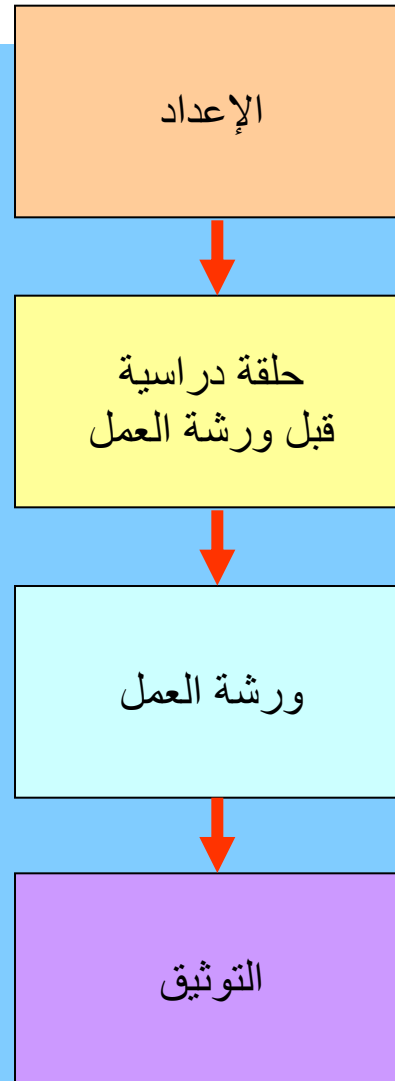 الإعداد
حلقة دراسية
قبل ورشة العمل
ورشة العمل
التوثيق